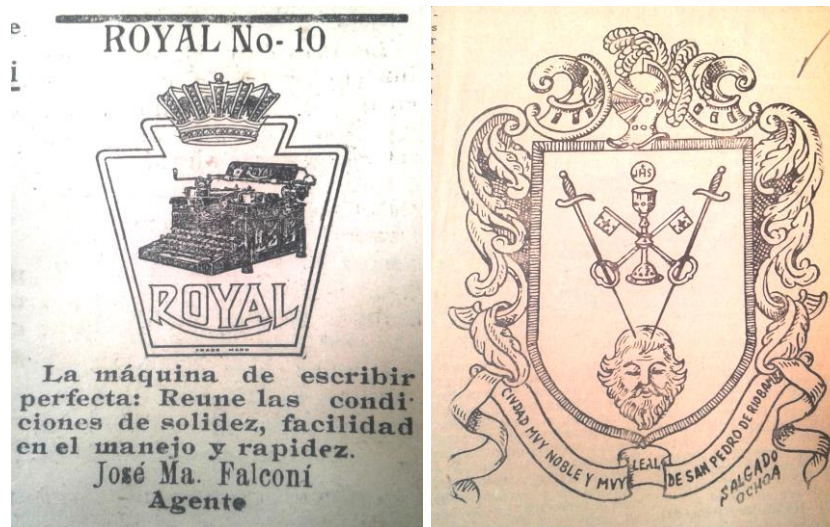 e
i
ROYAL No- 10
ROYAL
ROYAL
TRADE MARK
La máquina de escribir
perfecta: Reune las condi-
ciones de solidez, facilidad
en el manejo y rapidez.
José Ma. Falconí
Agente
JHS
CIVDAD MVY NOBLE Y MVY LEAL DE SAN PEDRO DE RIOBAMBA
SALGADO
OCHOA